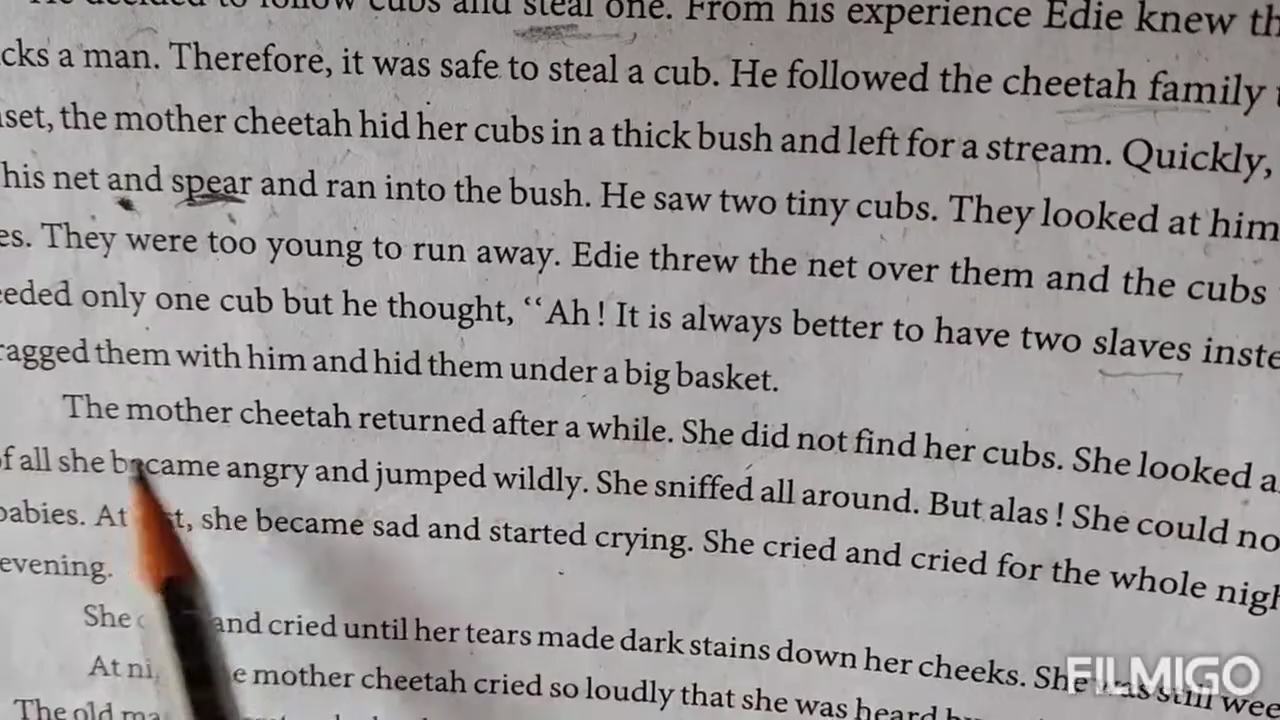 He decided to follow cubs and steal one. From his experience Edie knew th
cks a man. Therefore, it was safe to steal a cub. He followed the cheetah family
set, the mother cheetah hid her cubs in a thick bush and left for a stream. Quickly,
his net and spear and ran into the bush. He saw two tiny cubs. They looked at him
es. They were too young to run away. Edie threw the net over them and the cubs
eeded only one cub but he thought, “Ah! It is always better to have two slaves inste
ragged them with him and hid them under a big basket.
The mother cheetah returned after a while. She did not find her cubs. She looked a
of all she became angry and jumped wildly. She sniffed all around. But alas! She could no
babies. At, she became sad and started crying. She cried and cried for the whole nigh
evening.
She and cried until her tears made dark stains down her cheeks. She was still wee
At ni e mother cheetah cried so loudly that she was heard
The old ma
FILMIGO